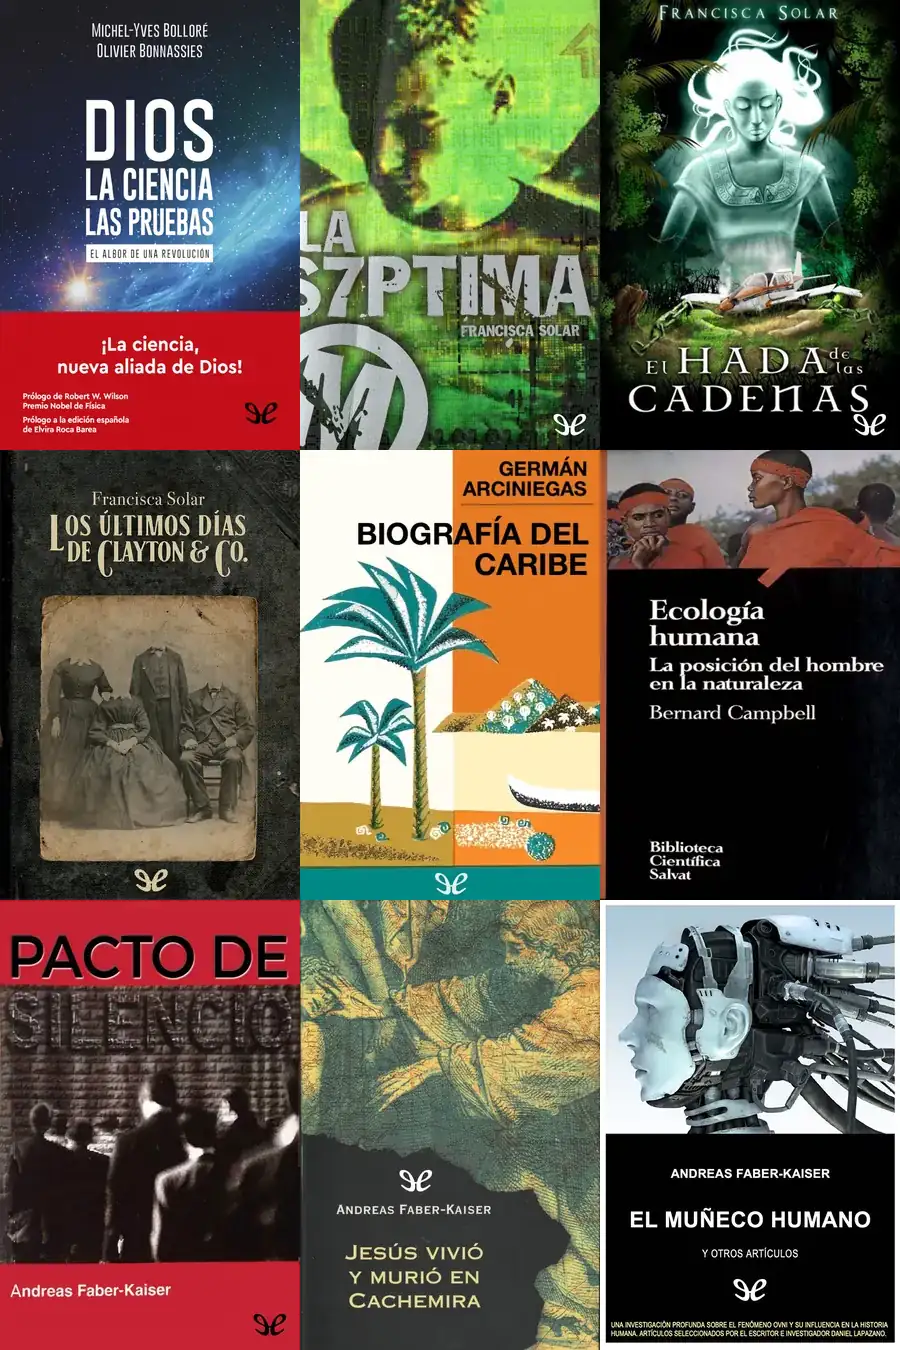 MICHEL-YVES BOLLORÉ
OLIVIER BONNASSIES
DIOS
LA CIENCIA
LAS PRUEBAS
EL ALBOR DE UNA REVOLUCIÓN
¡La ciencia,
nueva aliada de Dios!
Prólogo de Robert W. Wilson
Premio Nobel de Física
Prólogo a la edición española
de Elvira Roca Barea
LA
S7PTIMA
FRANCISCA SOLAR
M
FRANCISCA SOLAR
EL HADA de las
CADENAS
Francisca Solar
LOS ÚLTIMOS DÍAS
DE CLAYTON & CO.
GERMÁN
ARCINIEGAS
BIOGRAFÍA DEL
CARIBE
Ecología
humana
La posición del hombre
en la naturaleza
Bernard Campbell
Biblioteca
Científica
Salvat
PACTO DE
SILENCIO
Andreas Faber-Kaiser
ANDREAS FABER-KAISER
JESÚS VIVIÓ
Y MURIÓ EN
CACHEMIRA
ANDREAS FABER-KAISER
EL MUÑECO HUMANO
Y OTROS ARTÍCULOS
UNA INVESTIGACIÓN PROFUNDA SOBRE EL FENÓMENO OVNI Y SU INFLUENCIA EN LA HISTORIA
HUMANA. ARTÍCULOS SELECCIONADOS POR EL ESCRITOR E INVESTIGADOR DANIEL LAPAZANO.